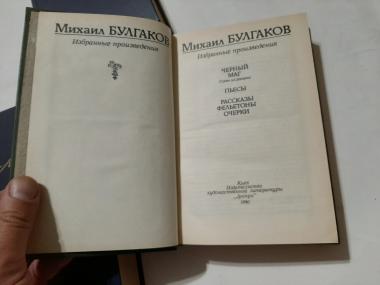 Михаил БУЛГАКОВ
Избранные произведения
Михаил БУЛГАКОВ
Избранные произведения
ЧЕРНЫЙ
МАГ
ПЬЕСЫ
РАССКАЗЫ
ФЕЛЬЕТОНЫ
ОЧЕРКИ
Киев
Издательство
художественной литературы
„Дніпро“
1990